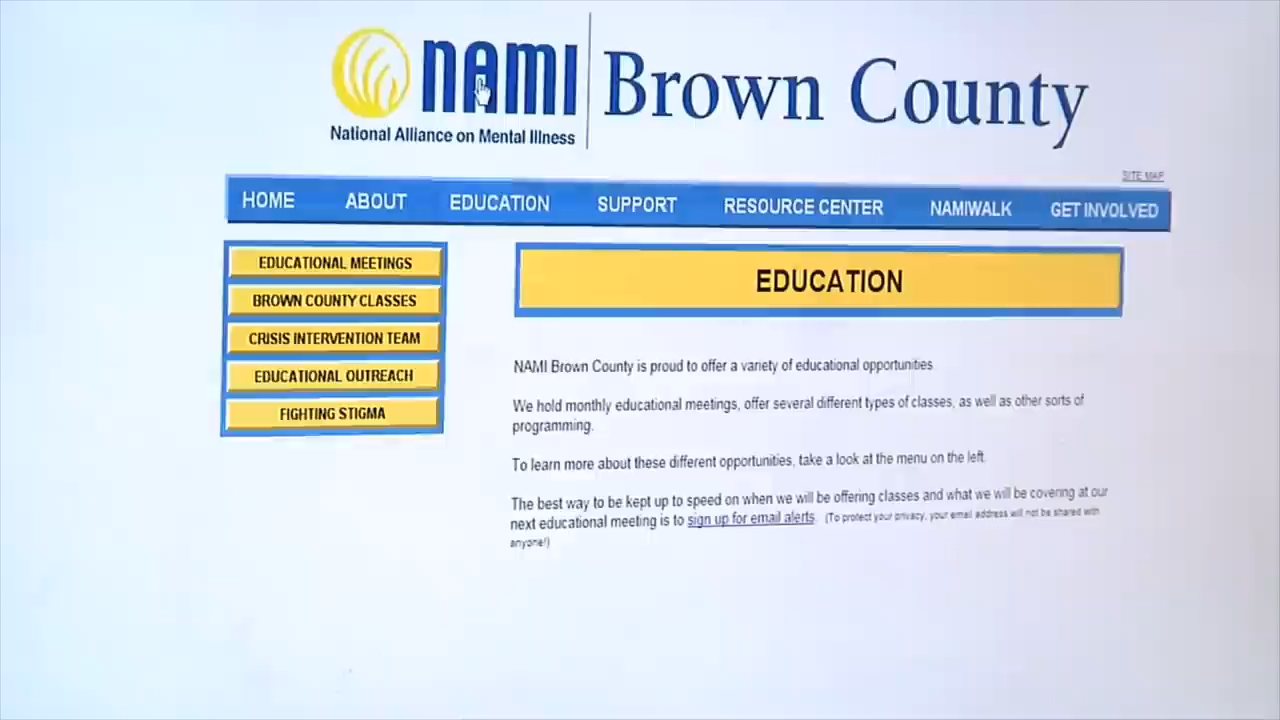 NAMI Brown County
National Alliance on Mental Illness
SITE MAP
HOME ABOUT EDUCATION SUPPORT RESOURCE CENTER NAMIWALK GET INVOLVED
EDUCATIONAL MEETINGS
BROWN COUNTY CLASSES
CRISIS INTERVENTION TEAM
EDUCATIONAL OUTREACH
FIGHTING STIGMA
EDUCATION
NAMI Brown County is proud to offer a variety of educational opportunities.
We hold monthly educational meetings, offer several different types of classes, as well as other sorts of
programming.
To learn more about these different opportunities, take a look at the menu on the left.
The best way to be kept up to speed on when we will be offering classes and what we will be covering at our
next educational meeting is to sign up for email alerts. (To protect your privacy, your email address will not be shared with
anyone!)